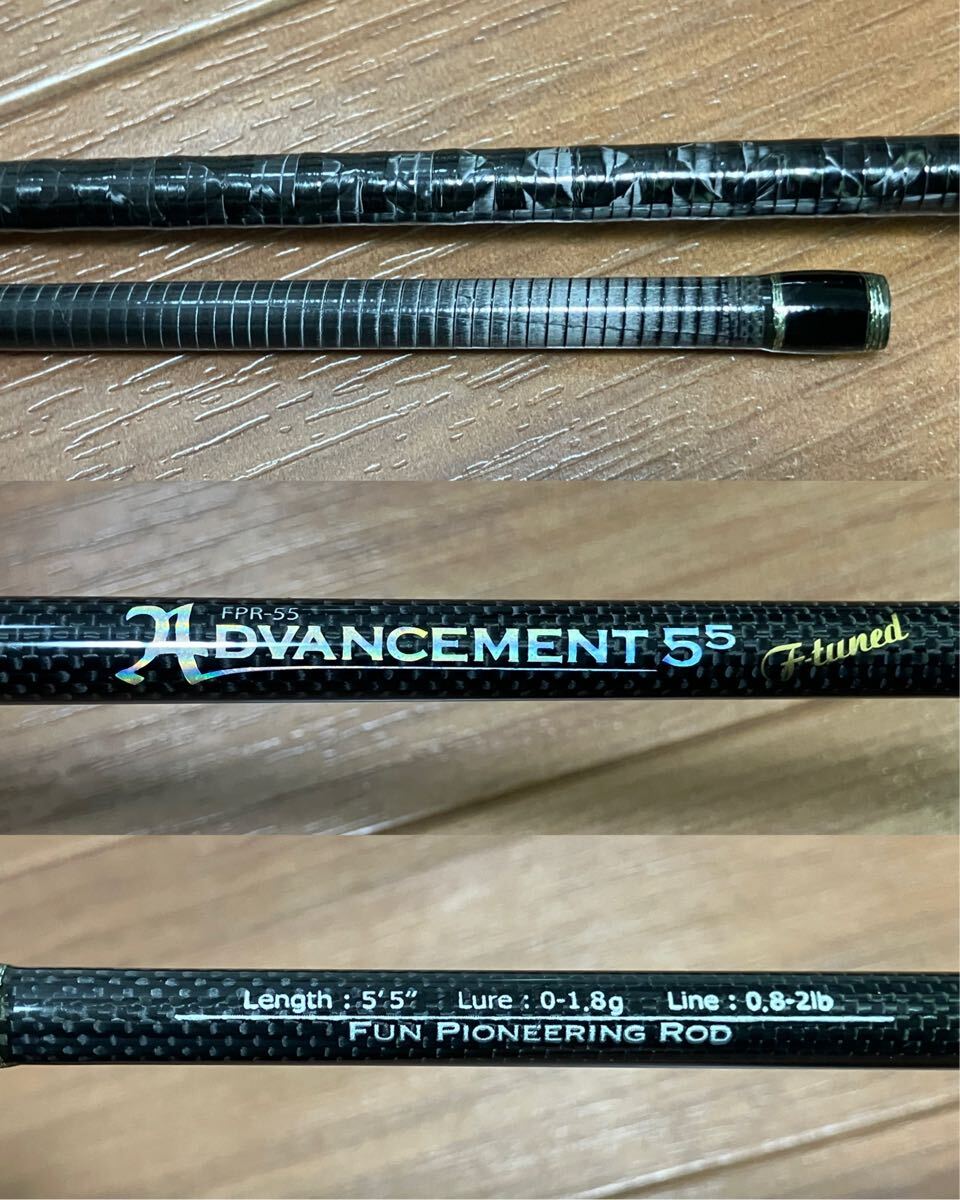 FPR-55
ADVANCEMENT 55 F-tuned
Length : 5'5" Lure : 0-1.8g Line : 0.8-2lb
FUN PIONEERING ROD